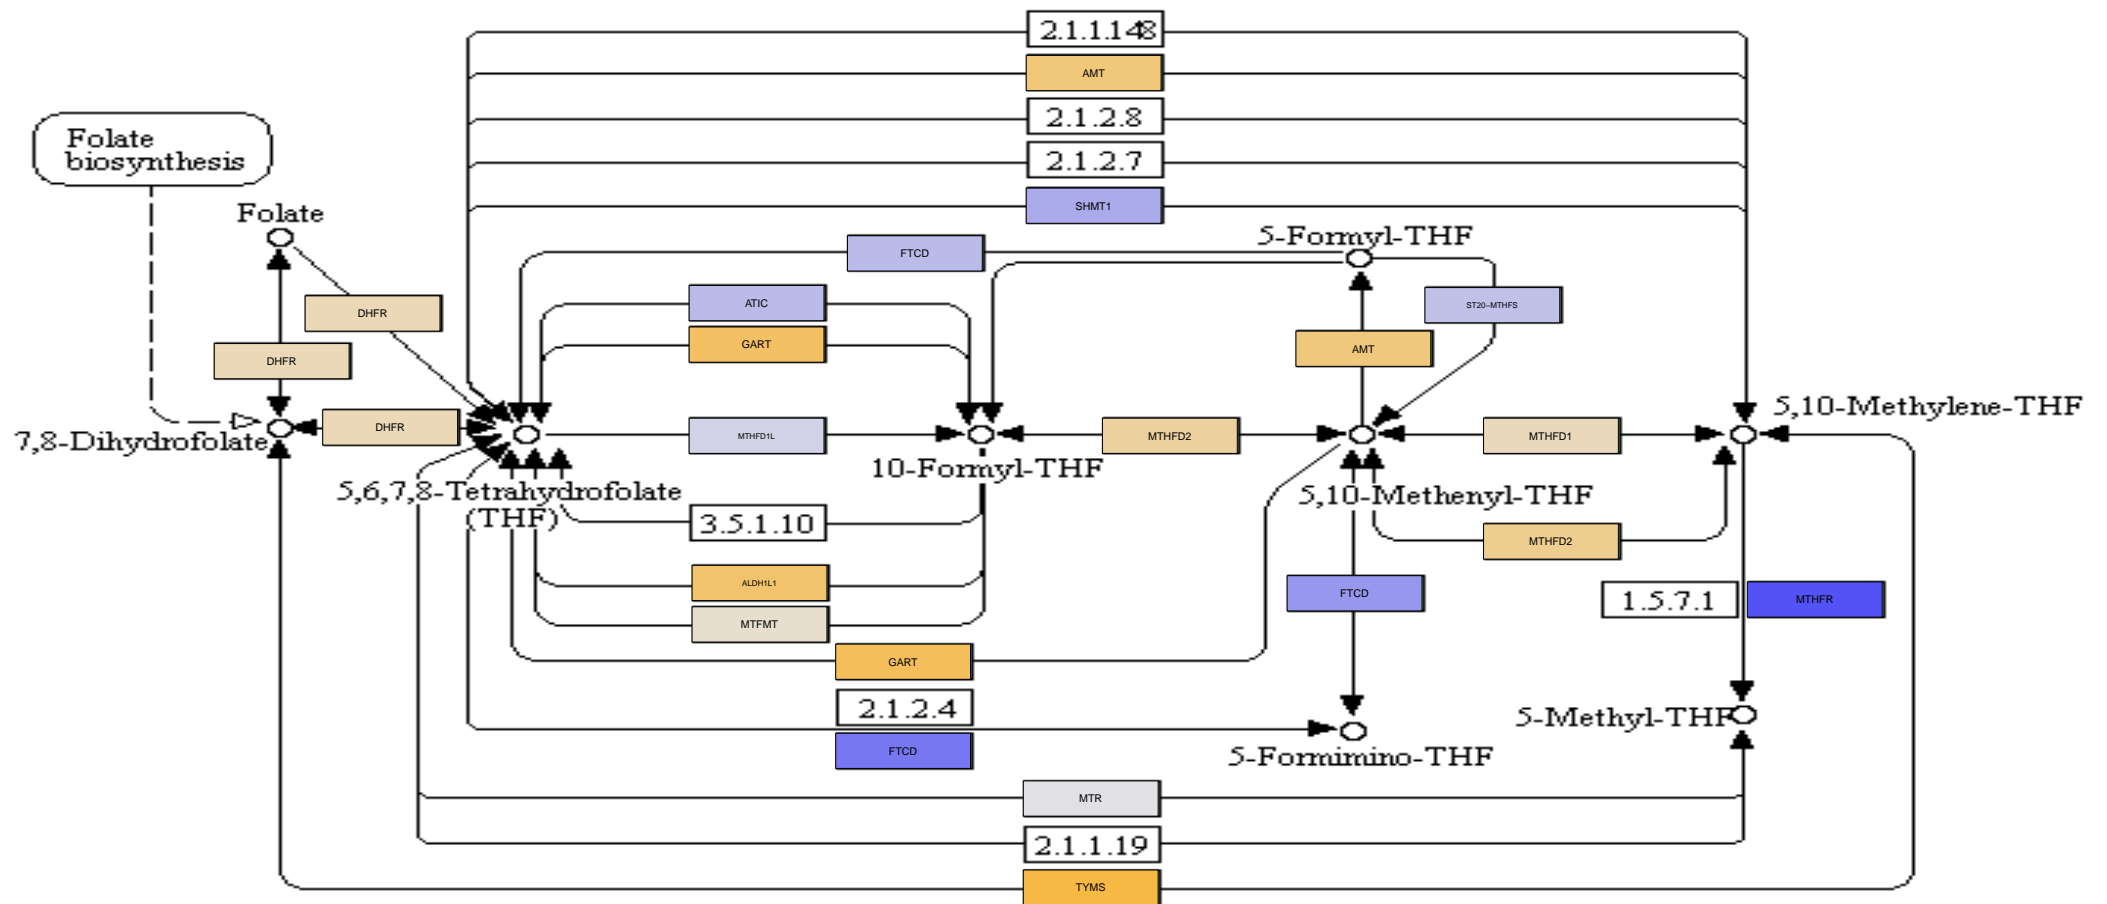 2.1.1.148
AMT
2.1.2.8
2.1.2.7
SHMT1
Folate
biosynthesis
Folate
5-Formyl-THF
FTCD
ATIC
ST20-MTHFS
DHFR
GART
AMT
DHFR
5,10-Methylene-THF
DHFR
7,8-Dihydrofolate
MTHFD1L
MTHFD2
MTHFD1
10-Formyl-THF
5,6,7,8-Tetrahydrofolate
(THF)
5,10-Methenyl-THF
3.5.1.10
MTHFD2
ALDH1L1
FTCD
1.5.7.1
MTHFR
MTFMT
GART
2.1.2.4
5-Methyl-THF
FTCD
5-Formimino-THF
MTR
2.1.1.19
TYMS